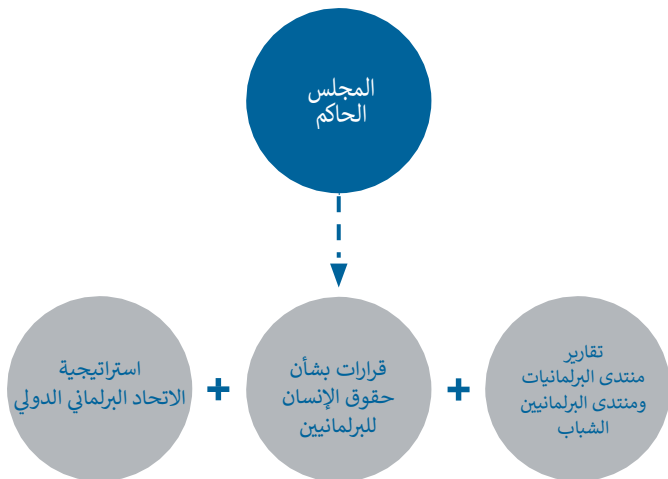 المجلس
الحاكم
تقارير
منتدى البرلمانيات
ومنتدى البرلمانيين
الشباب
+
قرارات بشأن
حقوق الإنسان
للبرلمانيين
+
استراتيجية
الاتحاد البرلماني الدولي